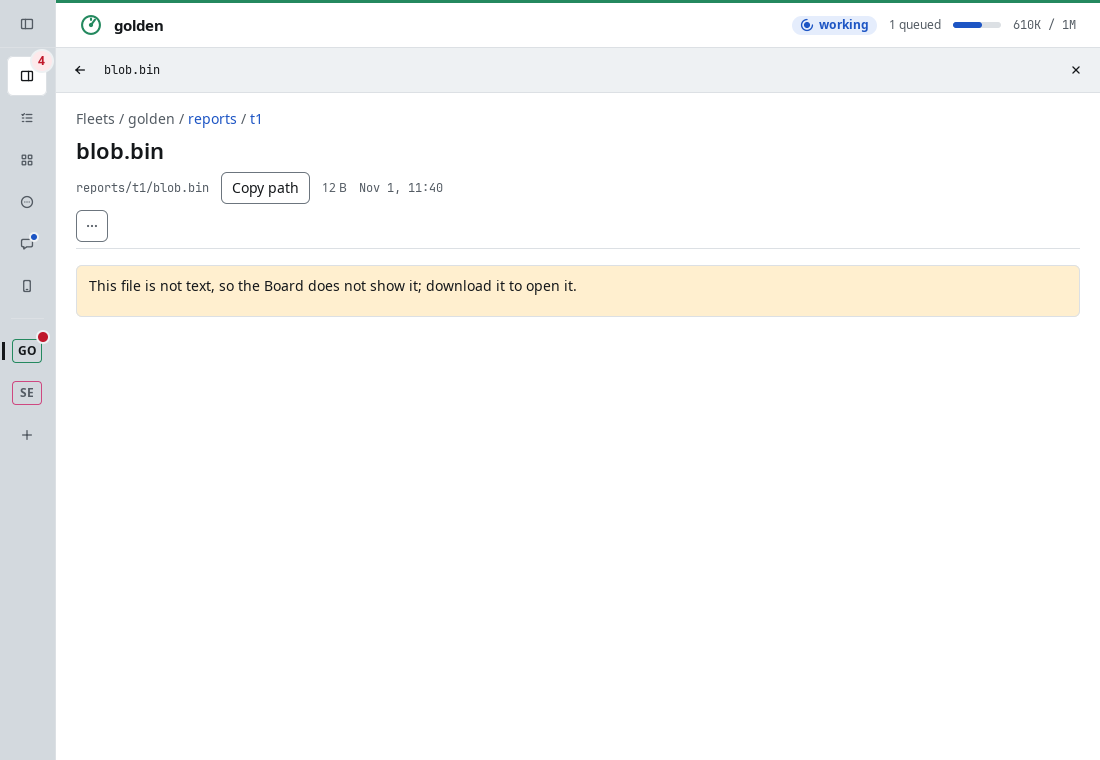 golden
working
1 queued
610K / 1M
4
blob.bin
Fleets / golden / reports / t1
blob.bin
reports/t1/blob.bin
Copy path
12 B
Nov 1, 11:40
...
This file is not text, so the Board does not show it; download it to open it.
GO
SE